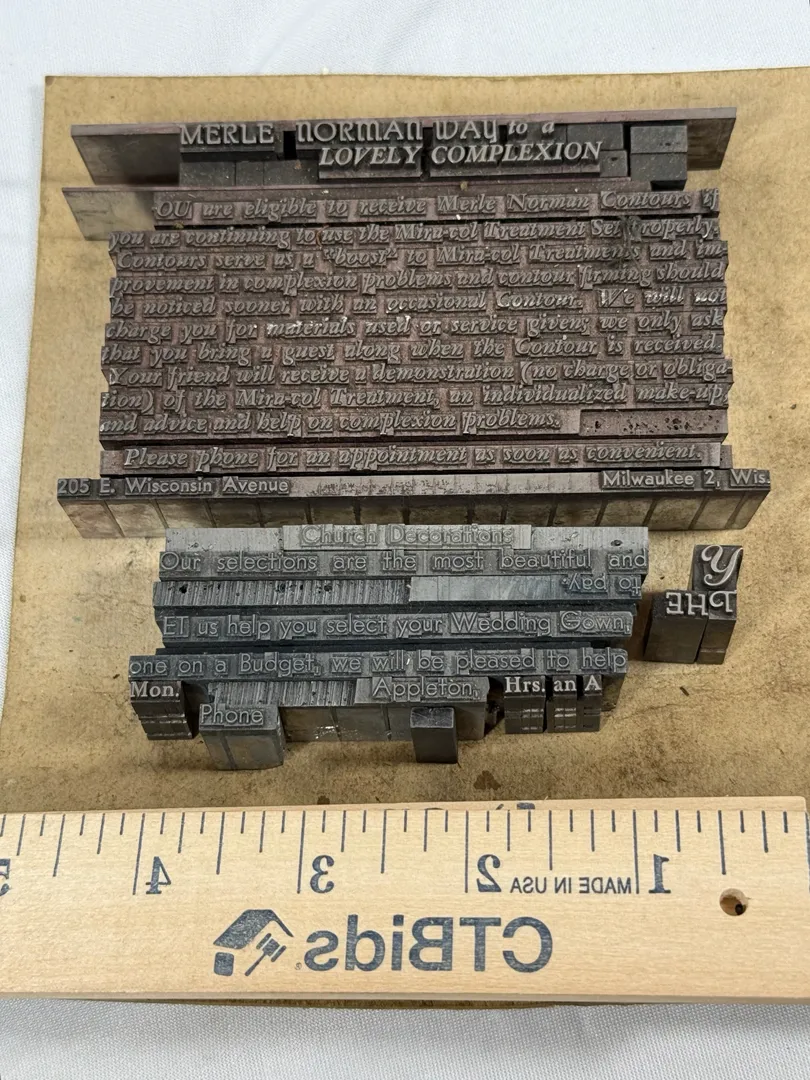 MERLE NORMAN WAY to a
LOVELY COMPLEXION
OU are eligible to receive Merle Norman Contours if
you are continuing to use the Mira-col Treatment Set roperly.
Contours serve as a "boost" to Mira-col Treatments and im-
provement in complexion problems and contour firming should
be noticed sooner with an occasional Contour. We will not
charge you for materials used or service given; we only ask
that you bring a guest along when the Contour is received.
Your friend will receive a demonstration (no charge or obliga-
tion) of the Mira-col Treatment, an individualized make-up,
and advice and help on complexion problems.
Please phone for an appointment as soon as convenient.
205 E. Wisconsin Avenue Milwaukee 2, Wis.
Church Decorations
Our selections are the most beautiful and
to pay.
ET us help you select your Wedding Gown,
one on a Budget, we will be pleased to help
Mon. Appleton, Hrs. an A
Phone
Y
THE
5 4 3 2 MADE IN USA 1
CTBids